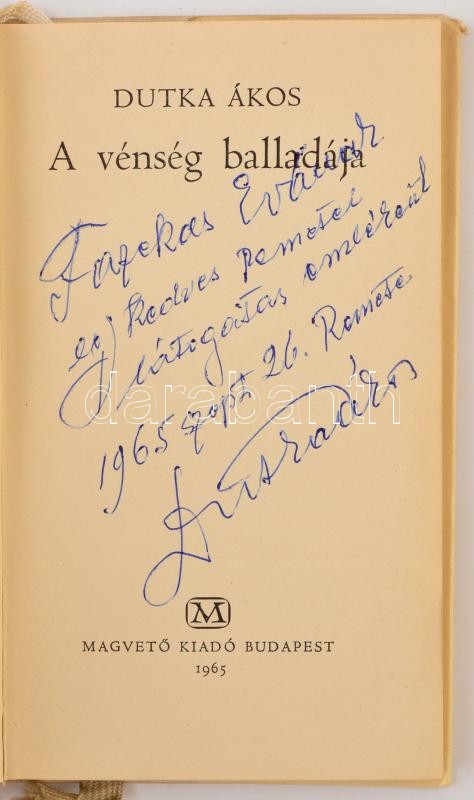 DUTKA ÁKOS
A vénség balladája
Fazekas Évának
egy kedves remetei
látogatás emlékéül
1965 szept 26. Remete
Dutka Ákos
darabanth
M
MAGVETŐ KIADÓ BUDAPEST
1965